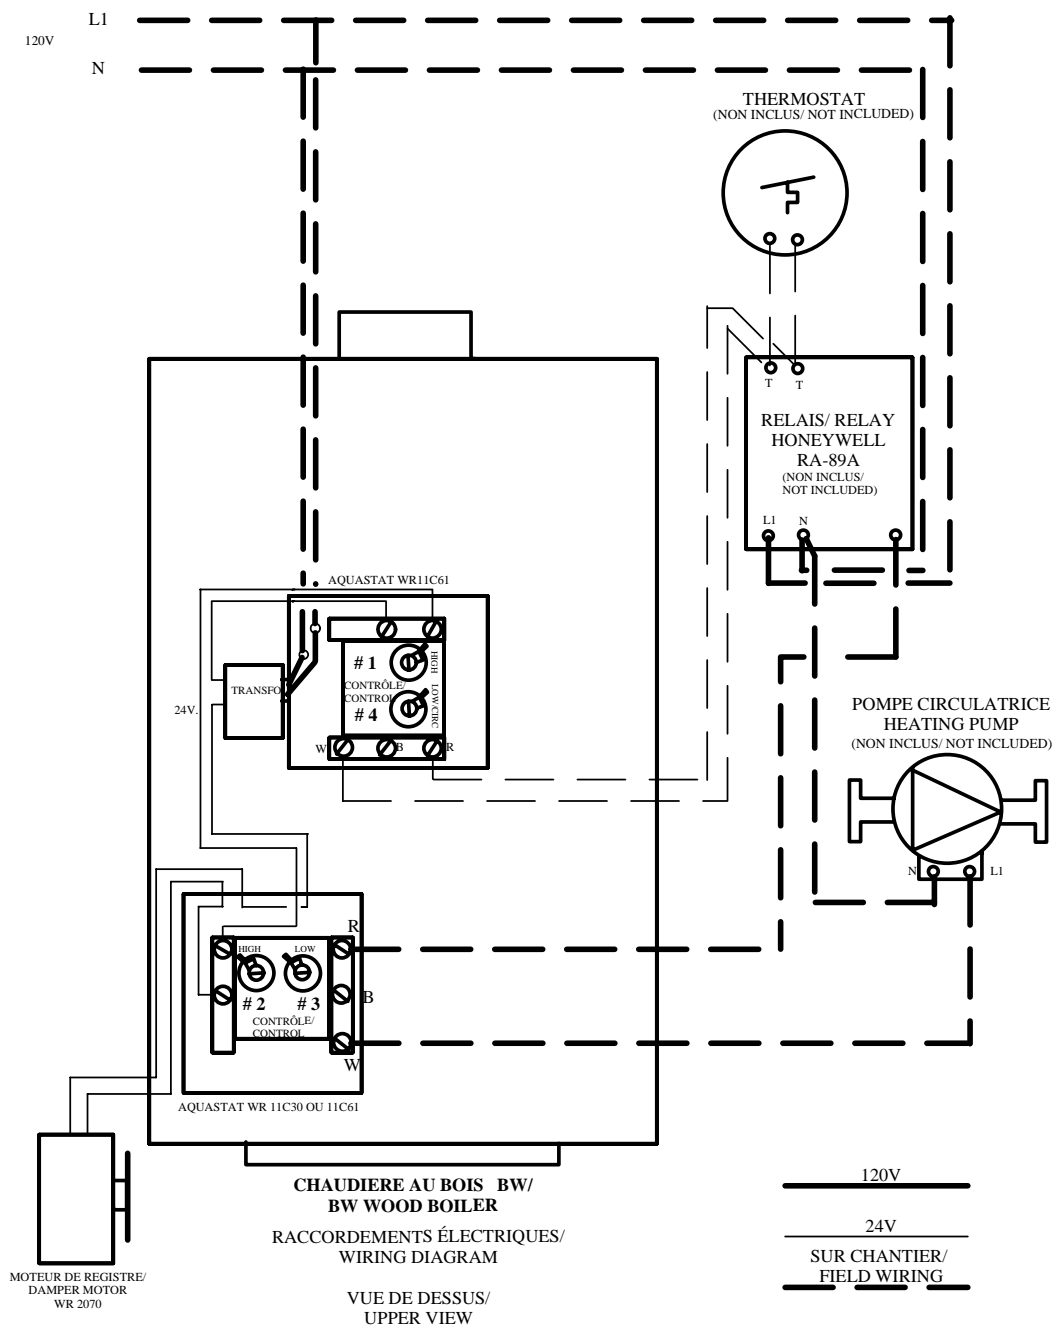 L1
120V
N
THERMOSTAT
(NON INCLUS/ NOT INCLUDED)
T T
RELAIS/ RELAY
HONEYWELL
RA-89A
(NON INCLUS/
NOT INCLUDED)
L1 N
AQUASTAT WR11C61
# 1
HIGH
TRANSFO
CONTRÔLE/
CONTROL
LOW/CIRC
24V.
# 4
W B R
POMPE CIRCULATRICE
HEATING PUMP
(NON INCLUS/ NOT INCLUDED)
N L1
R
HIGH LOW
# 2 # 3
B
CONTRÔLE/
CONTROL
W
AQUASTAT WR 11C30 OU 11C61
CHAUDIERE AU BOIS BW/
BW WOOD BOILER
RACCORDEMENTS ÉLECTRIQUES/
WIRING DIAGRAM
VUE DE DESSUS/
UPPER VIEW
MOTEUR DE REGISTRE/
DAMPER MOTOR
WR 2070
120V
24V
SUR CHANTIER/
FIELD WIRING